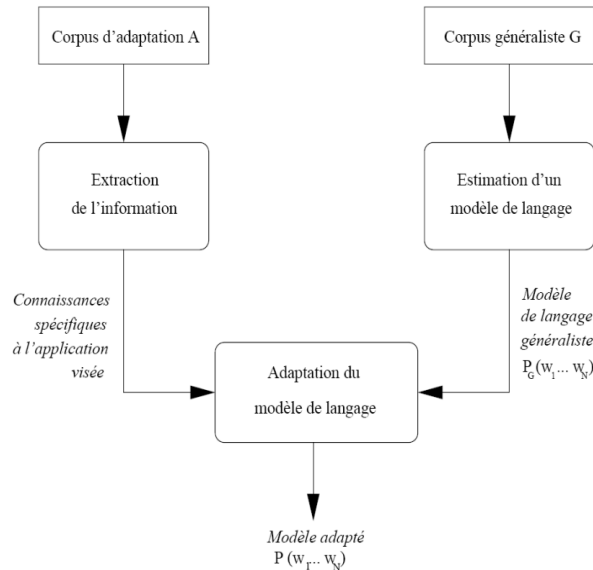 Corpus d'adaptation A
Corpus généraliste G
Extraction
de l'information
Estimation d'un
modèle de langage
Connaissances
spécifiques
à l'application
visée
Modèle
de langage
généraliste
P_G(w_1... w_N)
Adaptation du
modèle de langage
Modèle adapté
P (w_1.. w_N)